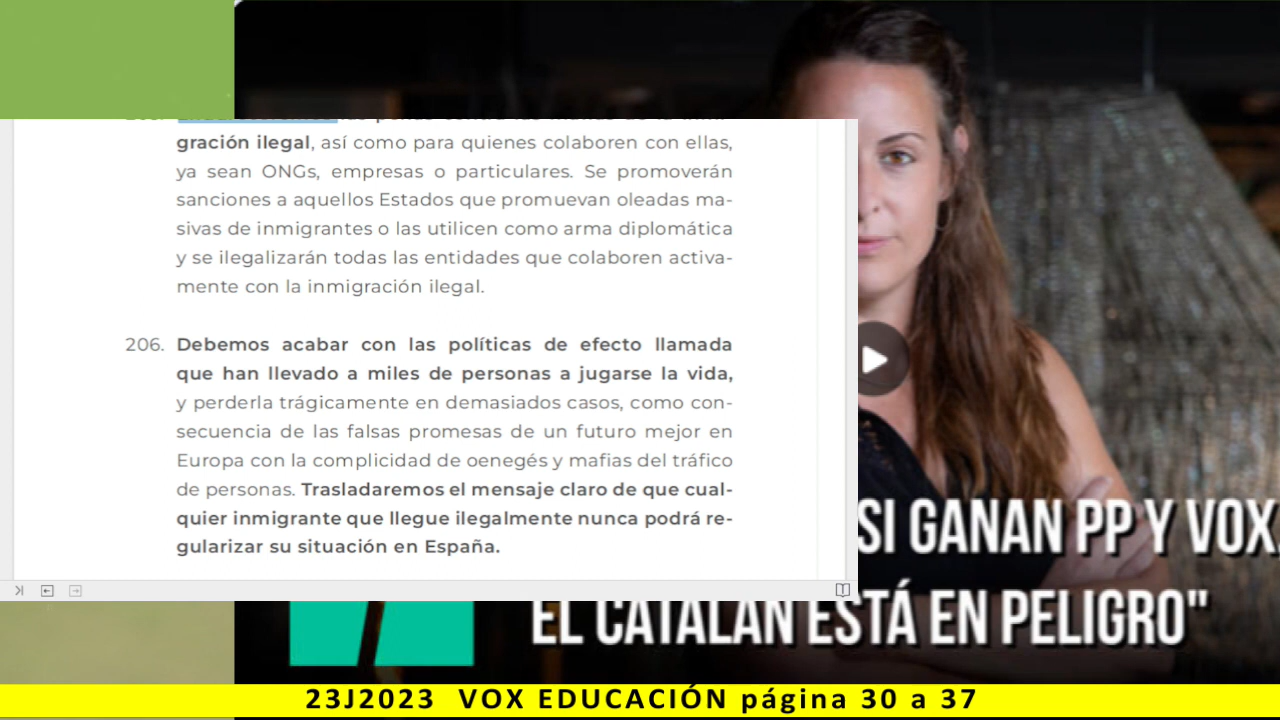 gración ilegal, así como para quienes colaboren con ellas,
ya sean ONGs, empresas o particulares. Se promoverán
sanciones a aquellos Estados que promuevan oleadas ma-
sivas de inmigrantes o las utilicen como arma diplomática
y se ilegalizarán todas las entidades que colaboren activa-
mente con la inmigración ilegal.
206. Debemos acabar con las políticas de efecto llamada
que han llevado a miles de personas a jugarse la vida,
y perderla trágicamente en demasiados casos, como con-
secuencia de las falsas promesas de un futuro mejor en
Europa con la complicidad de oenegés y mafias del tráfico
de personas. Trasladaremos el mensaje claro de que cual-
quier inmigrante que llegue ilegalmente nunca podrá re-
gularizar su situación en España.
SI GANAN PP Y VOX,
EL CATALÁN ESTÁ EN PELIGRO"
23J2023 VOX EDUCACIÓN página 30 a 37